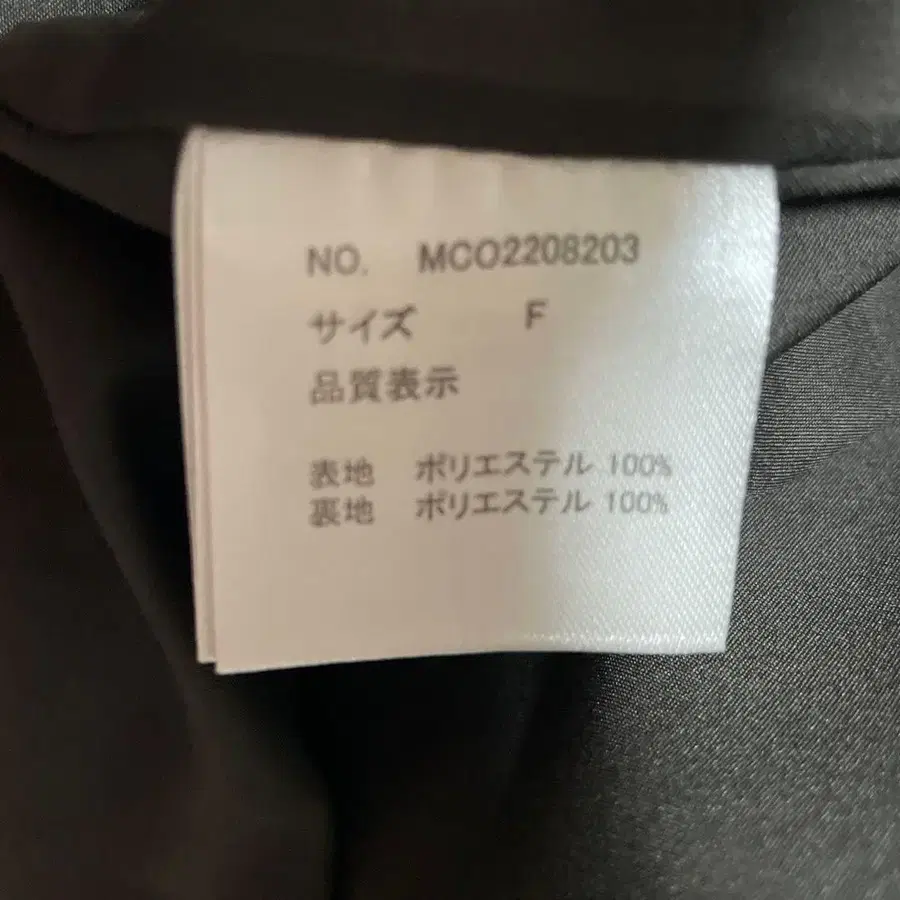 NO. MCO2208203
サイズ F
品質表示
表地 ポリエステル 100%
裏地 ポリエステル 100%